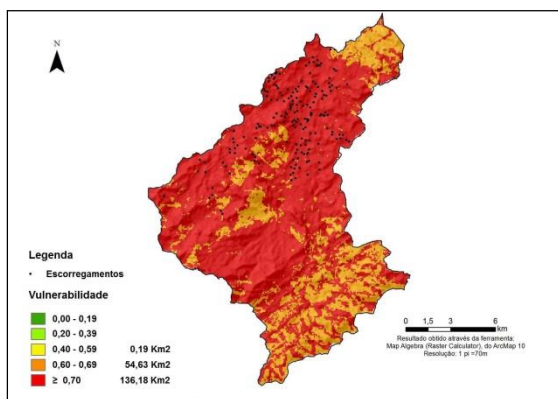 N
Legenda
• Escorregamentos
Vulnerabilidade
0,00 - 0,19
0,20 - 0,39
0,40 - 0,59 0,19 Km2
0,60 - 0,69 54,63 Km2
≥ 0,70 136,18 Km2
0 1,5 3 6
km
Resultado obtido através da ferramenta:
Map Algebra (Raster Calculator), do ArcMap 10
Resolução: 1 pi =70m